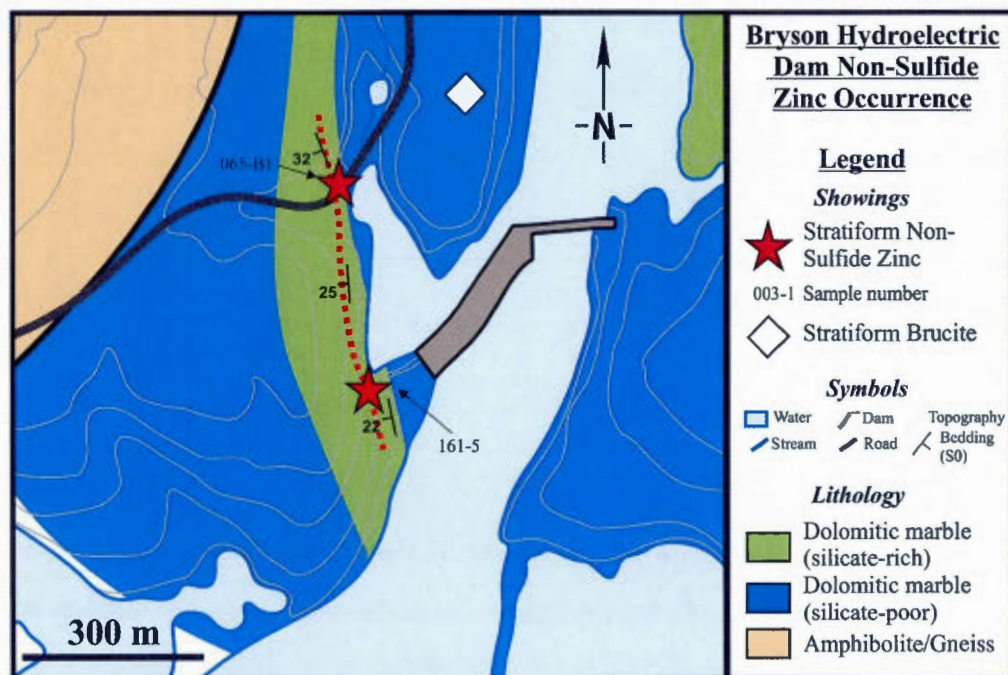 Bryson Hydroelectric
Dam Non-Sulfide
Zinc Occurrence
Legend
Showings
Stratiform Non-
Sulfide Zinc
003-1 Sample number
Stratiform Brucite
Symbols
Water Dam Topography
Stream Road Bedding
(S0)
Lithology
Dolomitic marble
(silicate-rich)
Dolomitic marble
(silicate-poor)
Amphibolite/Gneiss
-N-
32
065-B1
25
22
161-5
300 m